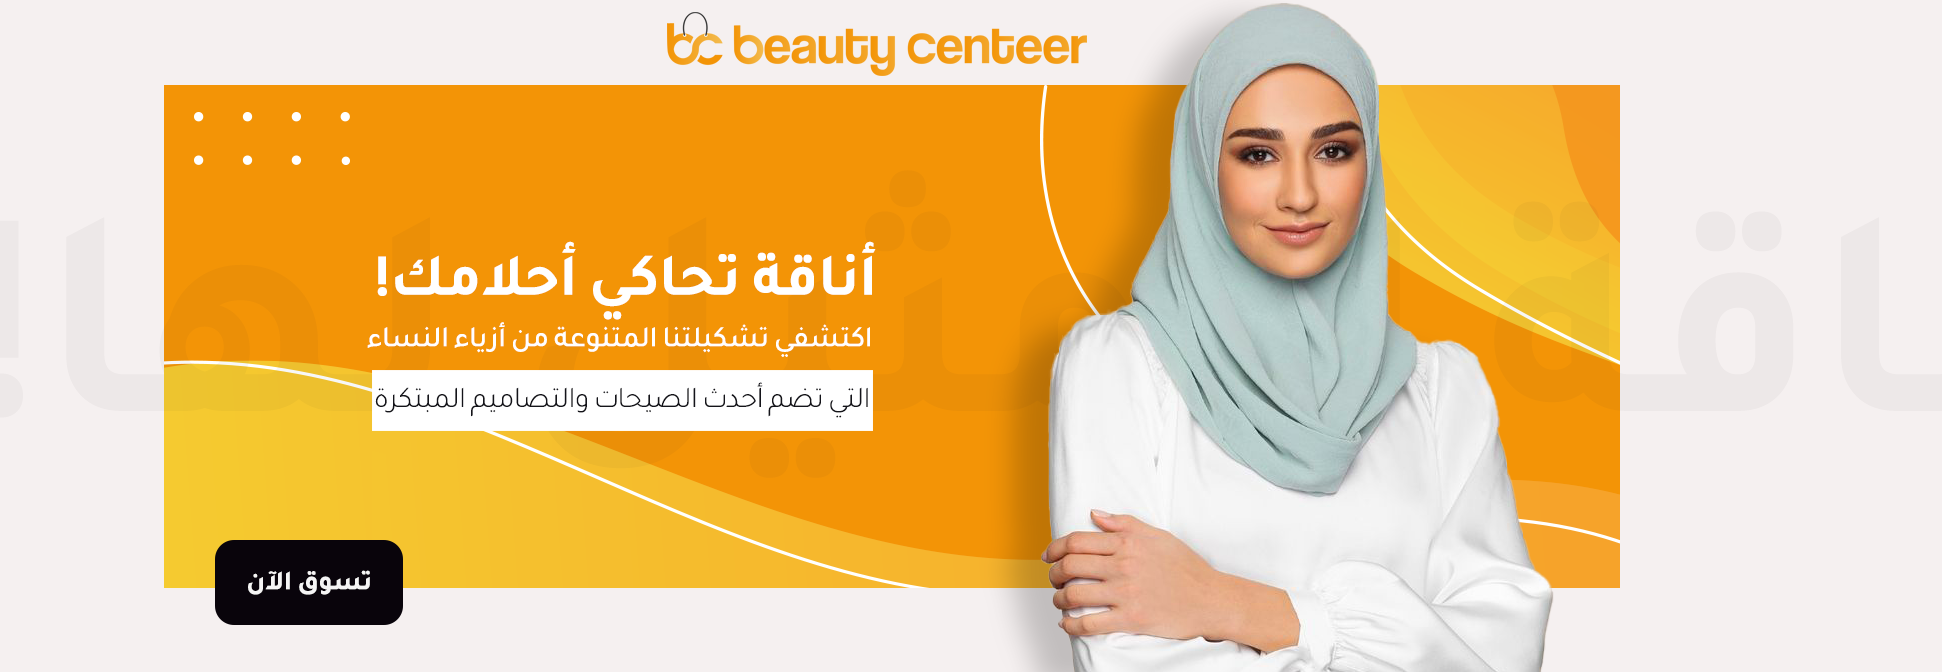 beauty centeer
أناقة تحاكي أحلامك!
اكتشفي تشكيلتنا المتنوعة من أزياء النساء
التي تضم أحدث الصيحات والتصاميم المبتكرة
تسوق الآن